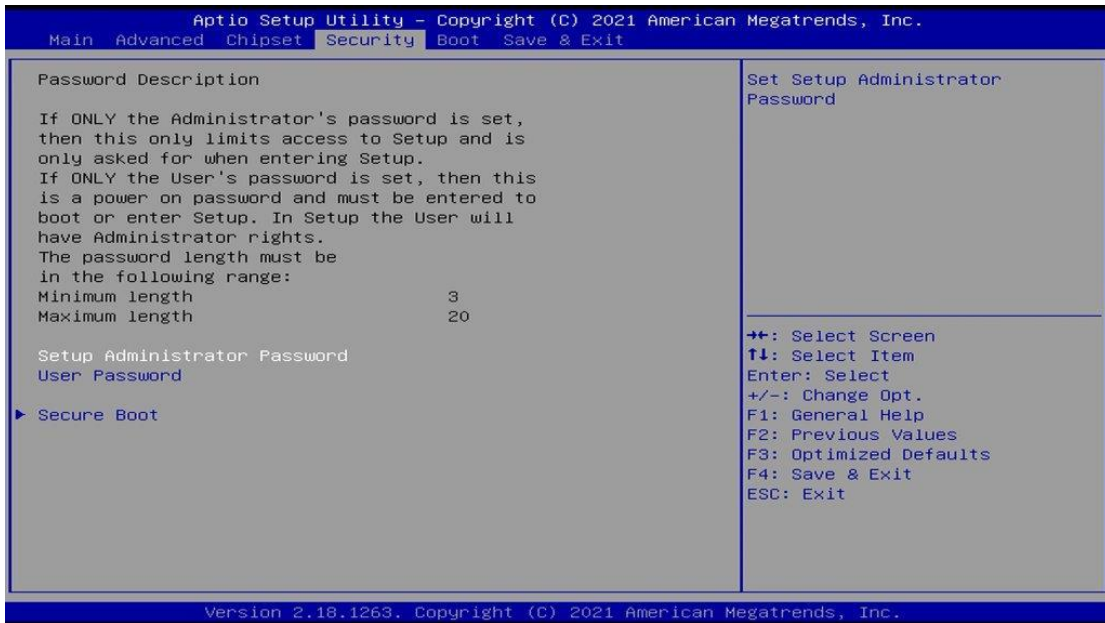 Aptio Setup Utility – Copyright (C) 2021 American Megatrends, Inc.
Main Advanced Chipset Security Boot Save & Exit
Password Description
If ONLY the Administrator's password is set,
then this only limits access to Setup and is
only asked for when entering Setup.
If ONLY the User's password is set, then this
is a power on password and must be entered to
boot or enter Setup. In Setup the User will
have Administrator rights.
The password length must be
in the following range:
Minimum length 3
Maximum length 20
Setup Administrator Password
User Password
► Secure Boot
Set Setup Administrator
Password
→←: Select Screen
↑↓: Select Item
Enter: Select
+/-: Change Opt.
F1: General Help
F2: Previous Values
F3: Optimized Defaults
F4: Save & Exit
ESC: Exit
Version 2.18.1263. Copyright (C) 2021 American Megatrends, Inc.